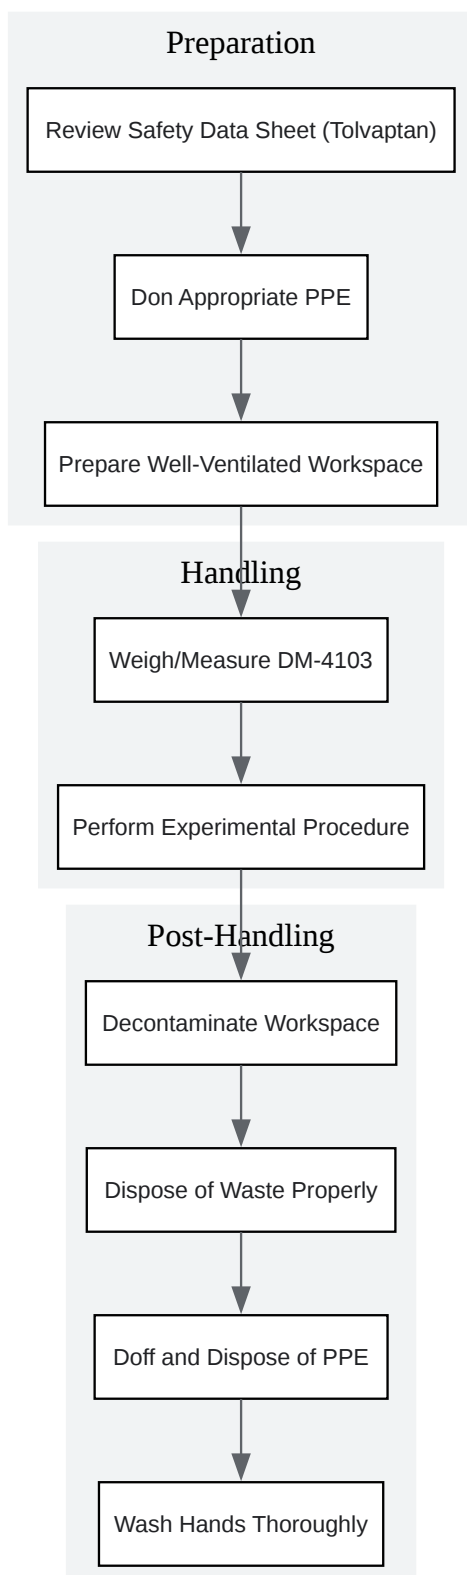 Preparation
Review Safety Data Sheet (Tolvaptan)
Don Appropriate PPE
Prepare Well-Ventilated Workspace
Handling
Weigh/Measure DM-4103
Perform Experimental Procedure
Post-Handling
Decontaminate Workspace
Dispose of Waste Properly
Doff and Dispose of PPE
Wash Hands Thoroughly